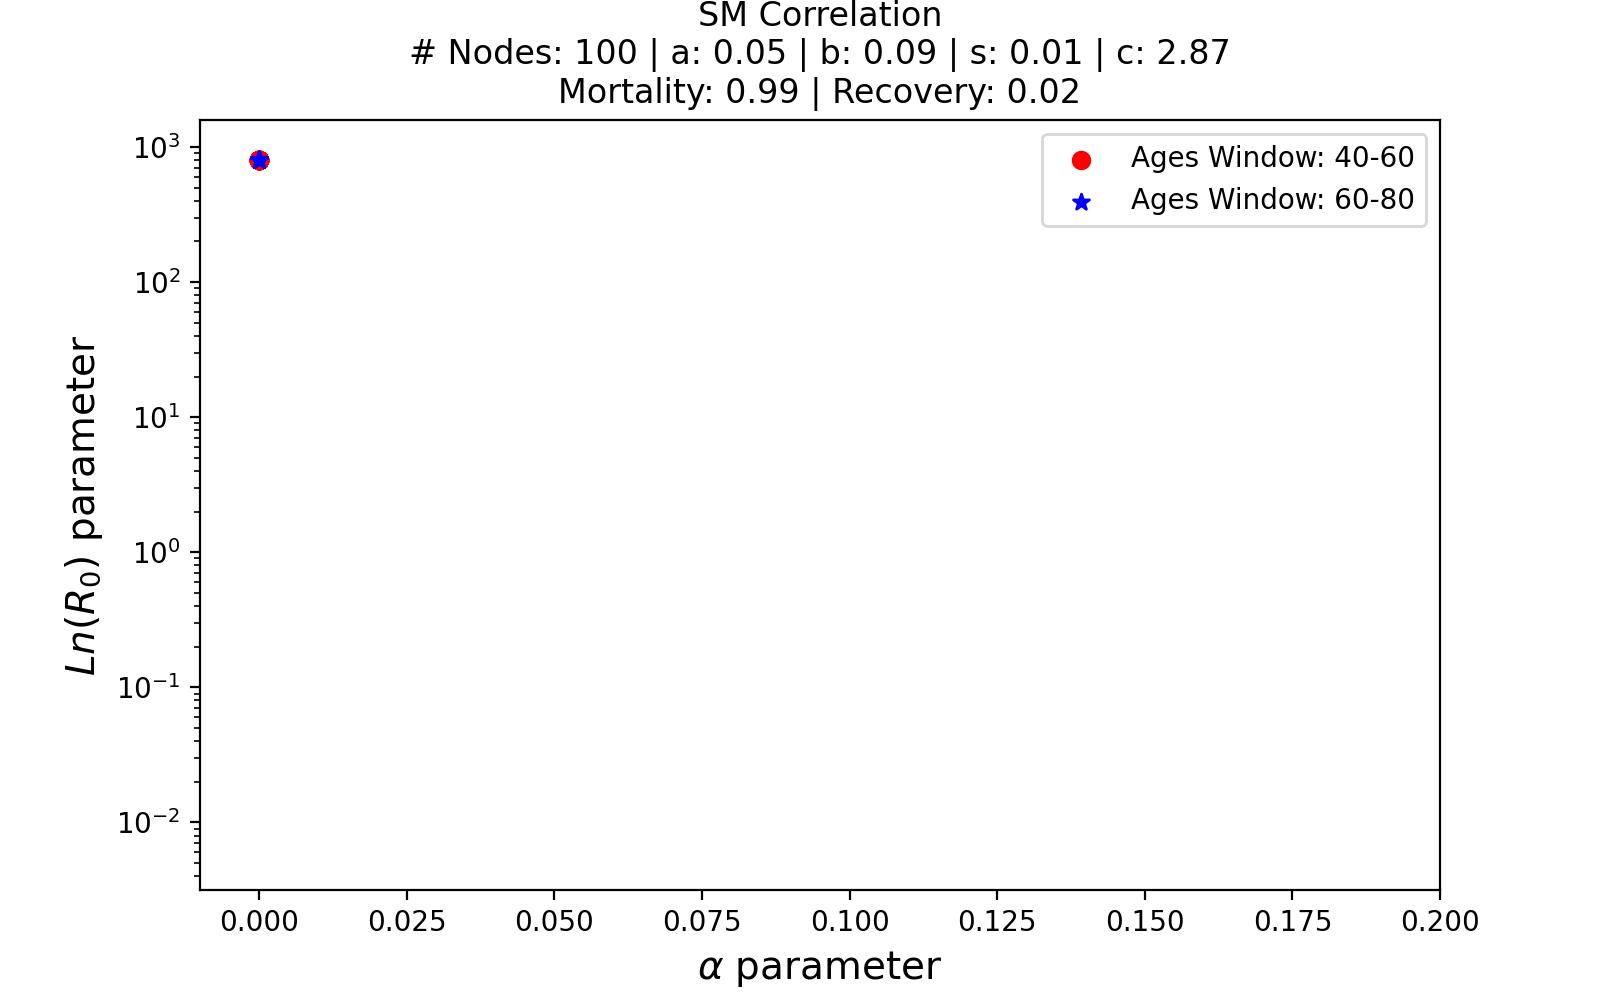 SM Correlation
# Nodes: 100 | a: 0.05 | b: 0.09 | s: 0.01 | c: 2.87
Mortality: 0.99 | Recovery: 0.02
Ages Window: 40-60
Ages Window: 60-80
10³
10²
10¹
10⁰
10⁻¹
10⁻²
Ln(R₀) parameter
0.000 0.025 0.050 0.075 0.100 0.125 0.150 0.175 0.200
α parameter